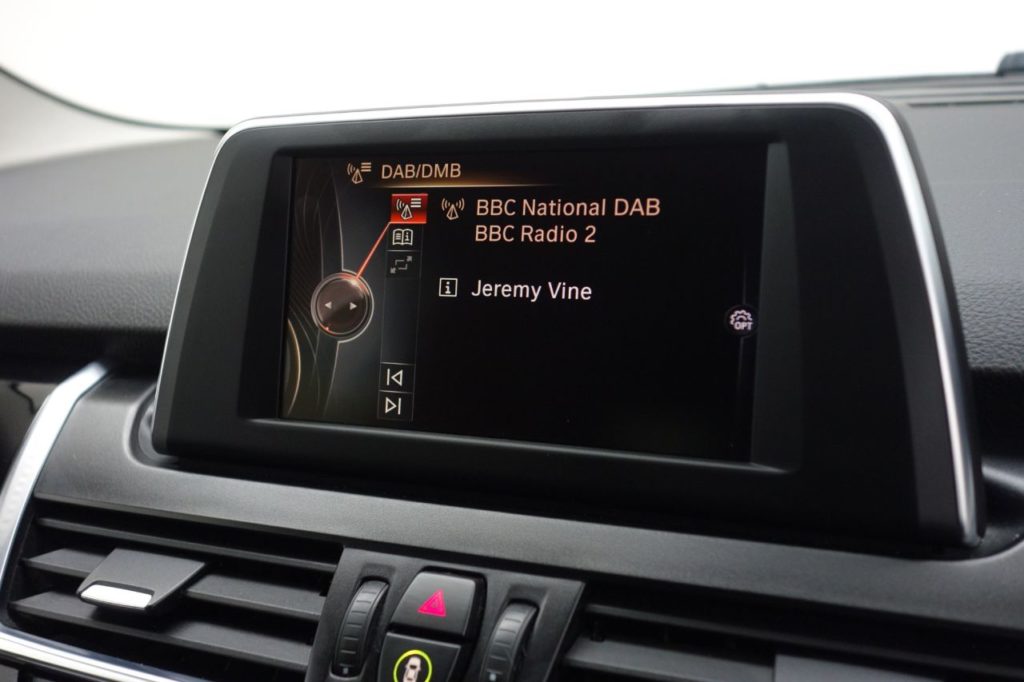 DAB/DMB
BBC National DAB
BBC Radio 2
i Jeremy Vine
OPT